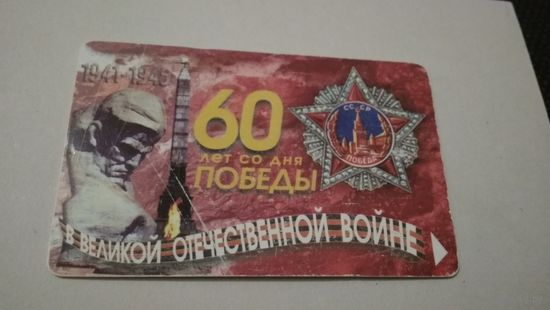 1941-1945
60
лет со дня
ПОБЕДЫ
СССР
ПОБЕДА
В ВЕЛИКОЙ ОТЕЧЕСТВЕННОЙ ВОЙНЕ